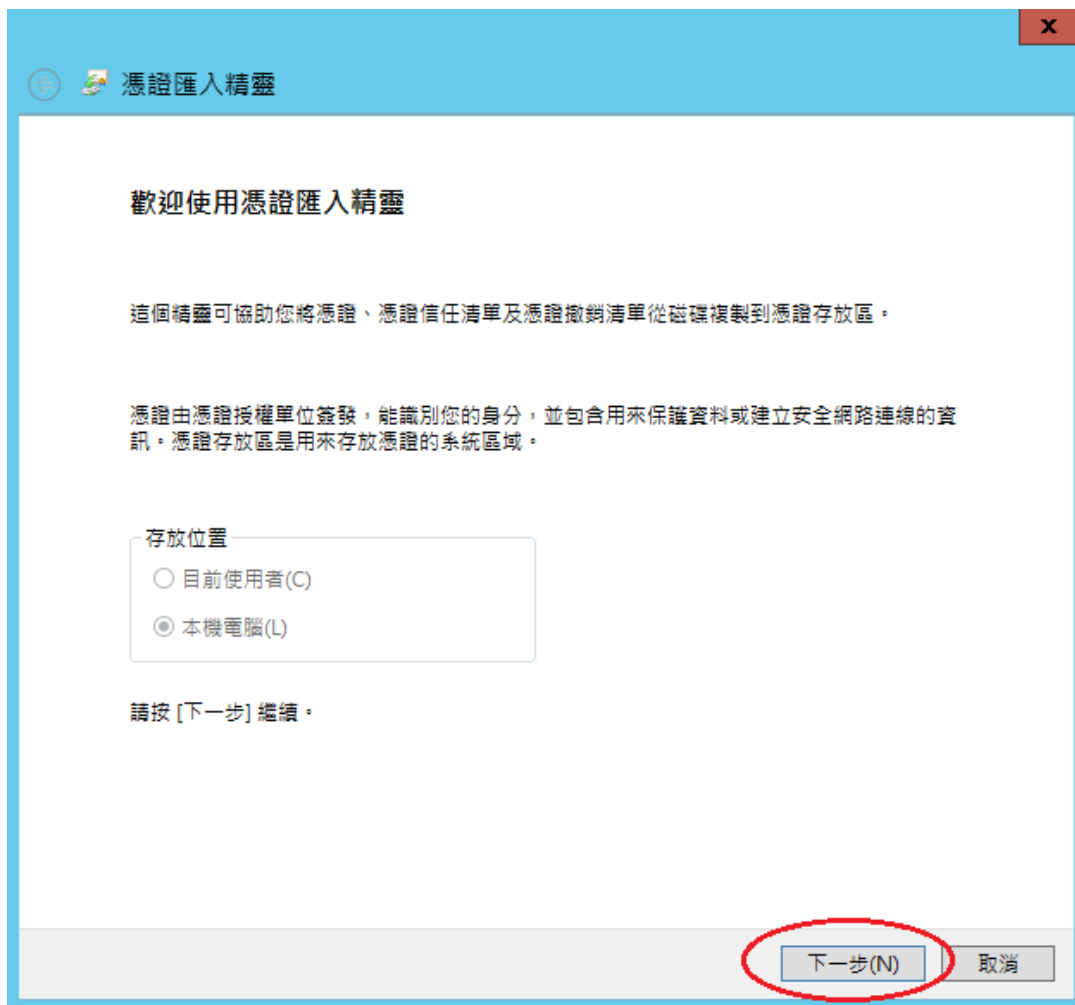 x
憑證匯入精靈
歡迎使用憑證匯入精靈
這個精靈可協助您將憑證、憑證信任清單及憑證撤銷清單從磁碟複製到憑證存放區。
憑證由憑證授權單位簽發，能識別您的身分，並包含用來保護資料或建立安全網路連線的資
訊。憑證存放區是用來存放憑證的系統區域。
存放位置
目前使用者(C)
本機電腦(L)
請按 [下一步] 繼續。
下一步(N) 取消